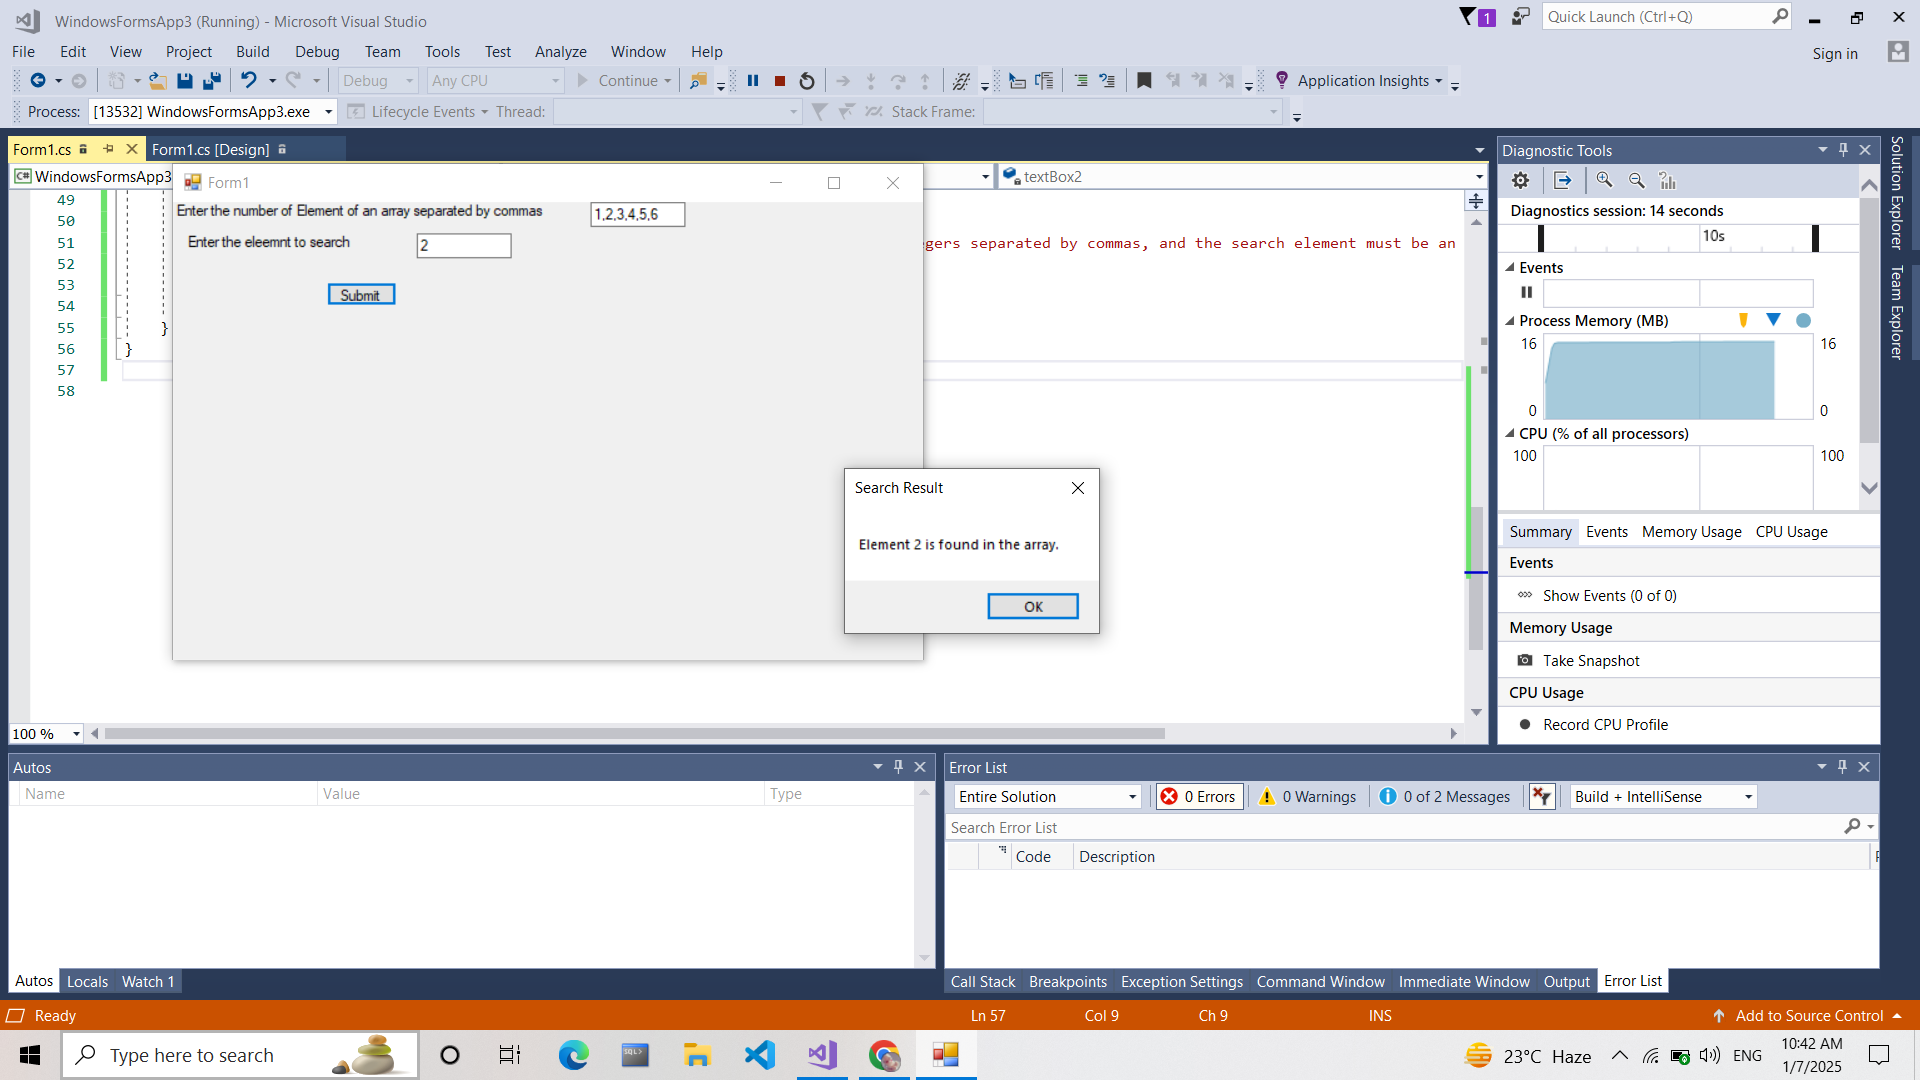 WindowsFormsApp3 (Running) - Microsoft Visual Studio
1
Quick Launch (Ctrl+Q)
File Edit View Project Build Debug Team Tools Test Analyze Window Help
Sign in
Debug Any CPU Continue Application Insights
Process: [13532] WindowsFormsApp3.exe Lifecycle Events Thread: Stack Frame:
Form1.cs Form1.cs [Design]
C# WindowsFormsApp3 textBox2
Form1
Enter the number of Element of an array separated by commas 1,2,3,4,5,6
Enter the eleemnt to search 2
Submit
49
50
51 egers separated by commas, and the search element must be an
52
53
54
55 }
56 }
57
58
Search Result
Element 2 is found in the array.
OK
100 %
Diagnostic Tools
Diagnostics session: 14 seconds
10s
Events
Process Memory (MB)
16 16
0 0
CPU (% of all processors)
100 100
Summary Events Memory Usage CPU Usage
Events
Show Events (0 of 0)
Memory Usage
Take Snapshot
CPU Usage
Record CPU Profile
Solution Explorer
Team Explorer
Autos
Name Value Type
Autos Locals Watch 1
Error List
Entire Solution 0 Errors 0 Warnings 0 of 2 Messages Build + IntelliSense
Search Error List
Code Description
Call Stack Breakpoints Exception Settings Command Window Immediate Window Output Error List
Ready Ln 57 Col 9 Ch 9 INS Add to Source Control
Type here to search
SQL>
23°C Haze ENG
10:42 AM
1/7/2025